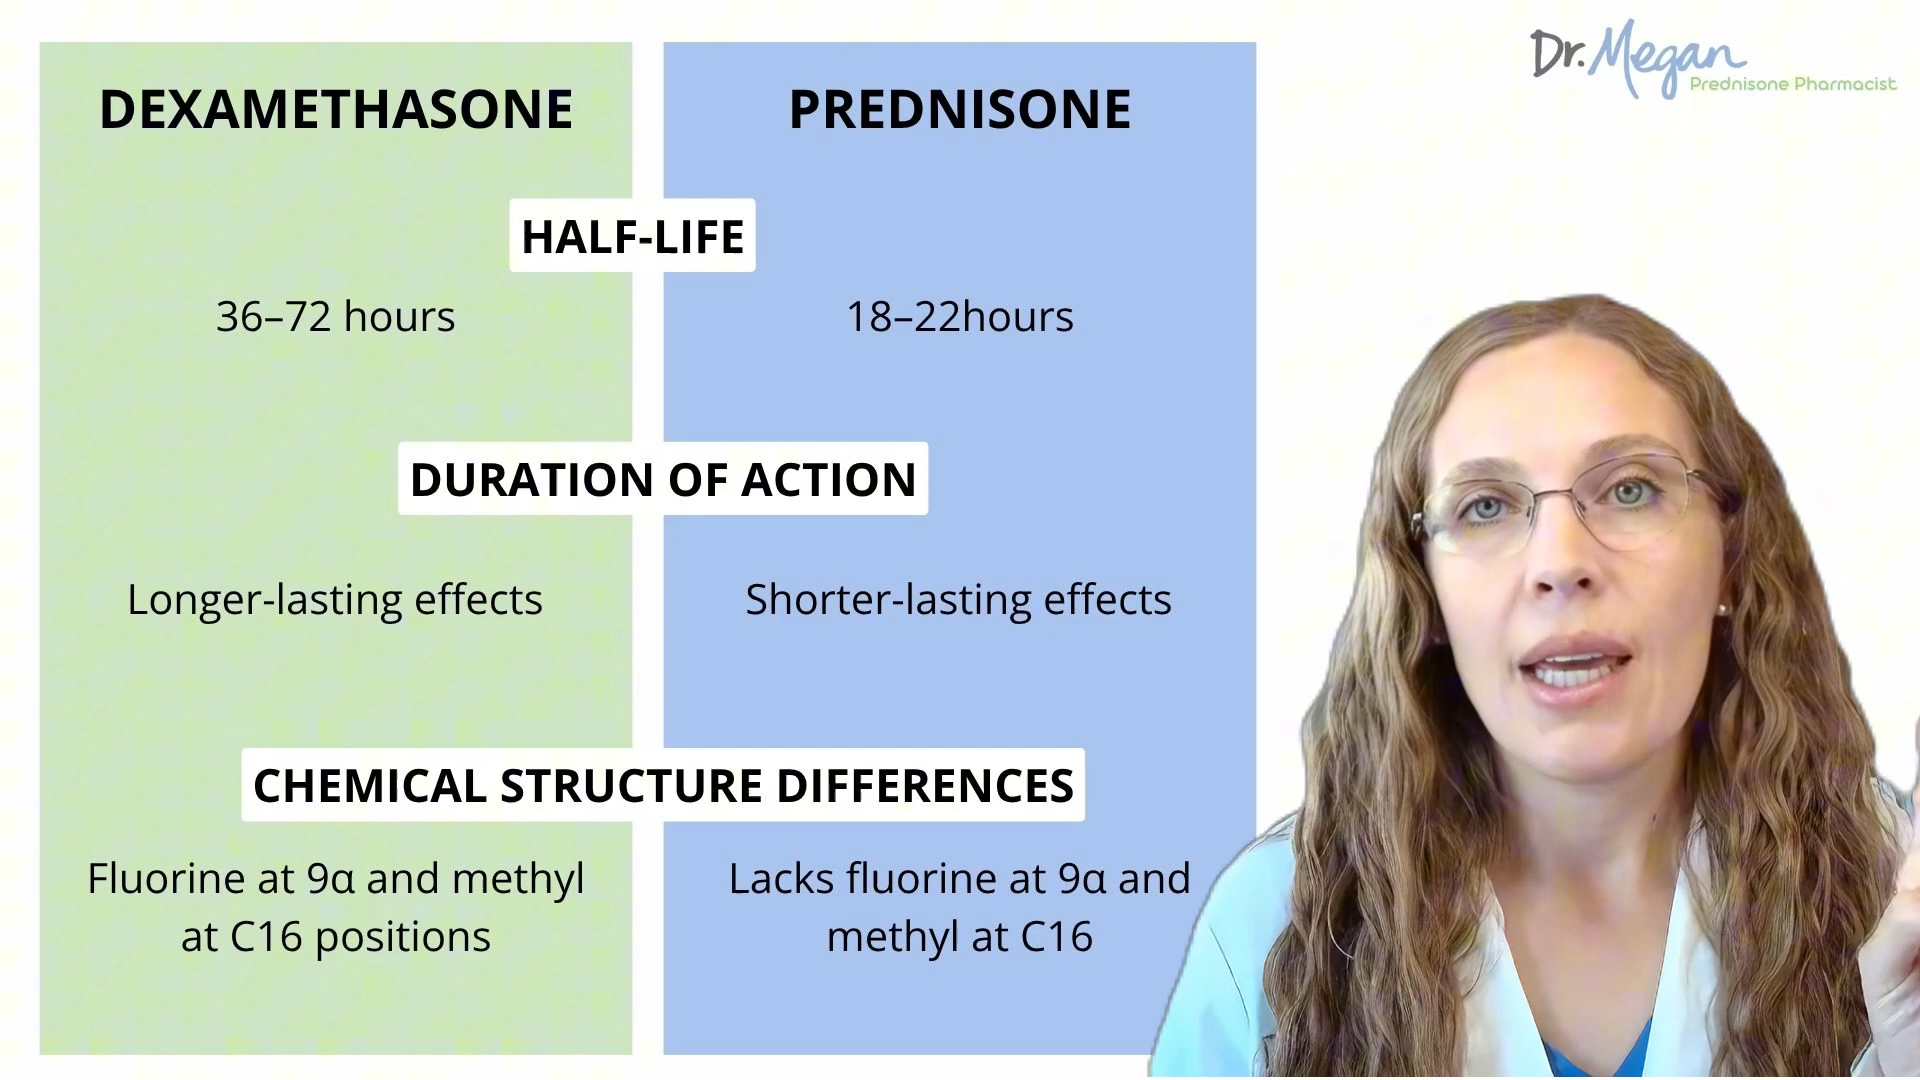 DEXAMETHASONE
PREDNISONE
HALF-LIFE
36–72 hours
18–22hours
DURATION OF ACTION
Longer-lasting effects
Shorter-lasting effects
CHEMICAL STRUCTURE DIFFERENCES
Fluorine at 9α and methyl
at C16 positions
Lacks fluorine at 9α and
methyl at C16
Dr. Megan
Prednisone Pharmacist